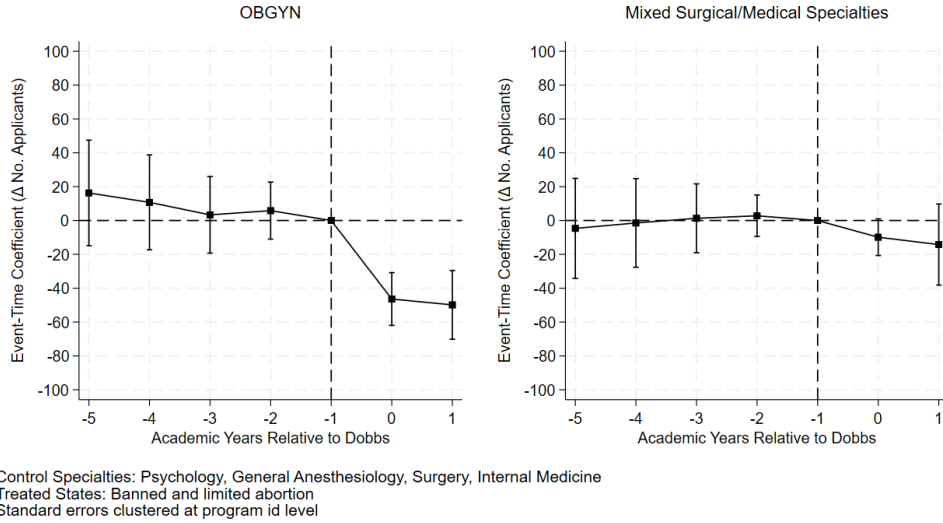 OBGYN
Event-Time Coefficient (Δ No. Applicants)
100
80
60
40
20
0
-20
-40
-60
-80
-100
-5 -4 -3 -2 -1 0 1
Academic Years Relative to Dobbs
Mixed Surgical/Medical Specialties
Event-Time Coefficient (Δ No. Applicants)
100
80
60
40
20
0
-20
-40
-60
-80
-100
-5 -4 -3 -2 -1 0 1
Academic Years Relative to Dobbs
Control Specialties: Psychology, General Anesthesiology, Surgery, Internal Medicine
Treated States: Banned and limited abortion
Standard errors clustered at program id level